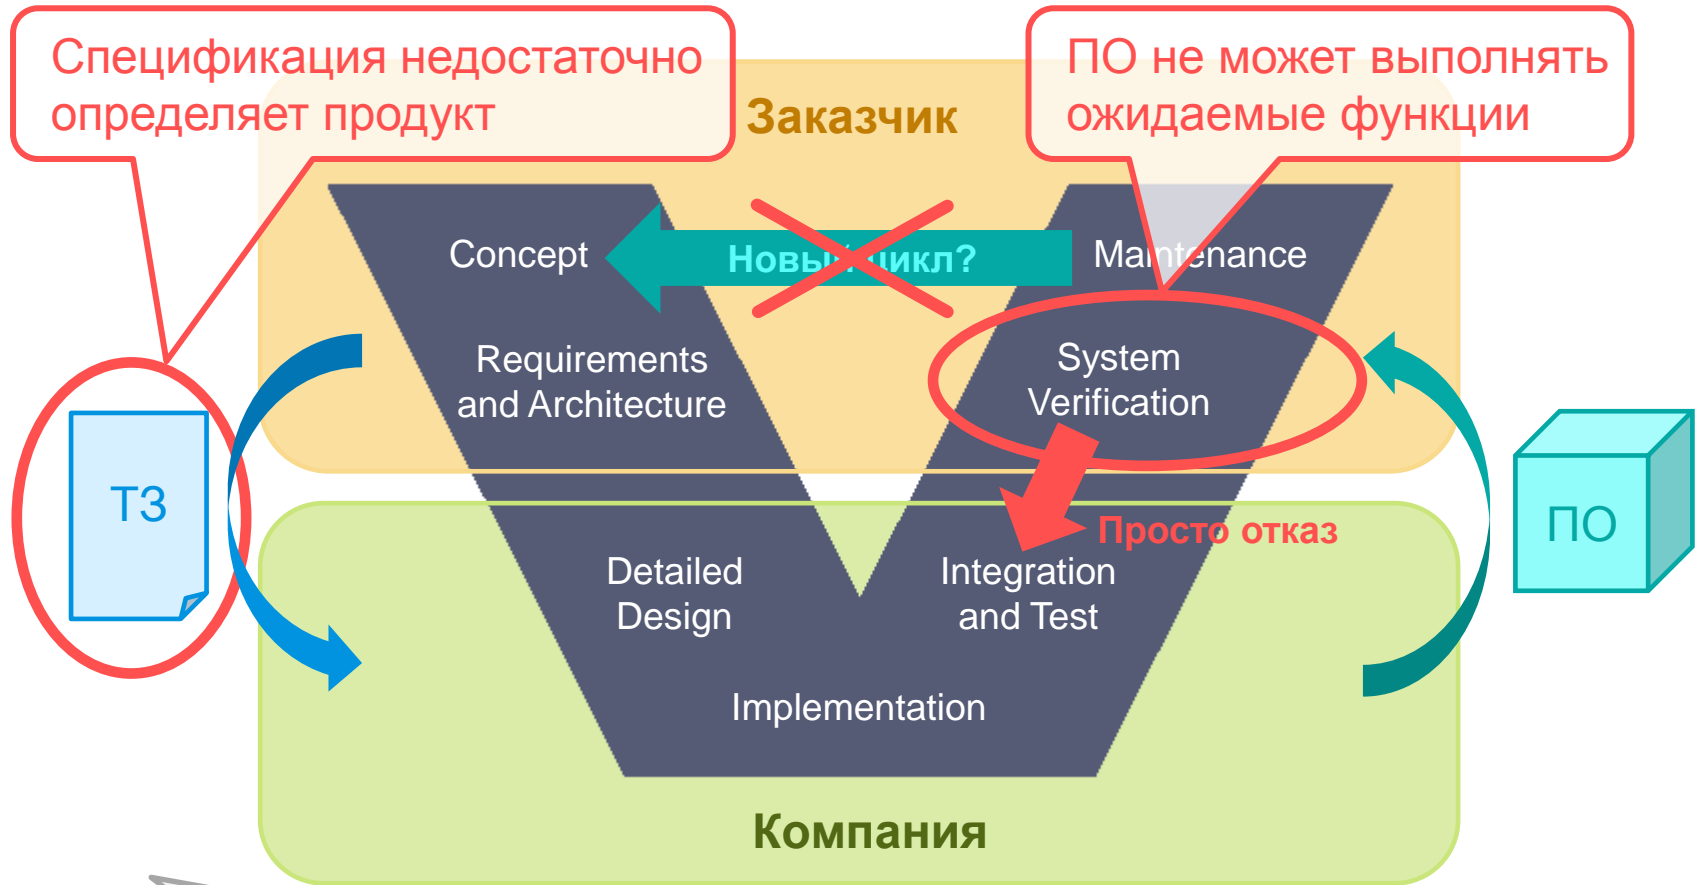 Спецификация недостаточно
определяет продукт
ПО не может выполнять
ожидаемые функции
Заказчик
Concept
Новый цикл?
Maintenance
Requirements
and Architecture
System
Verification
ТЗ
ПО
Просто отказ
Detailed
Design
Integration
and Test
Implementation
Компания